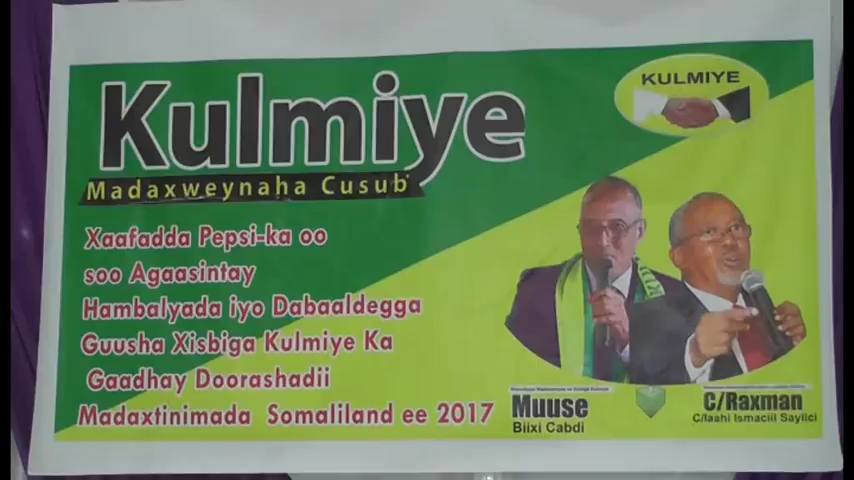 Kulmiye
KULMIYE
Madaxweynaha Cusub
Xaafadda Pepsi-ka oo
soo Agaasintay
Hambalyada iyo Dabaaldegga
Guusha Xisbiga Kulmiye Ka
Gaadhay Doorashadii
Madaxtinimada Somaliland ee 2017
Muuse
Biixi Cabdi
C/Raxman
C/laahi Ismaciil Saylici